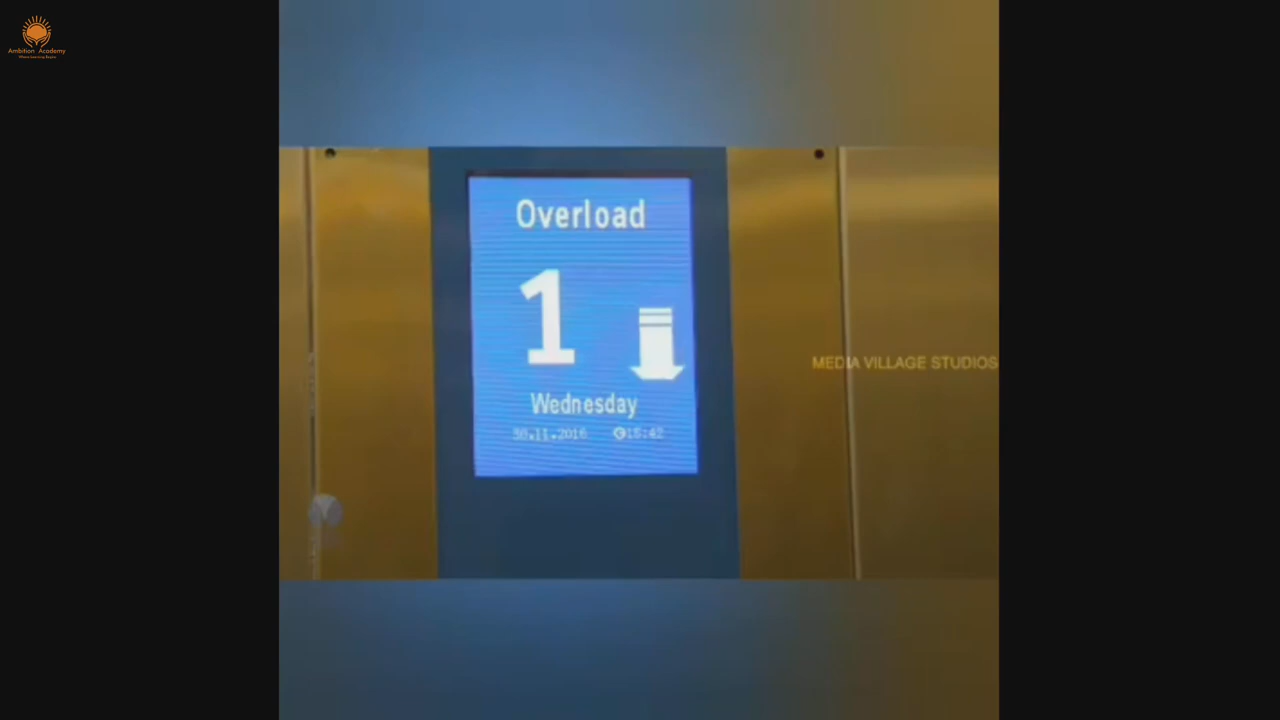 Ambition Academy
Overload
1
Wednesday
30.11.2016 15:42
MEDIA VILLAGE STUDIOS